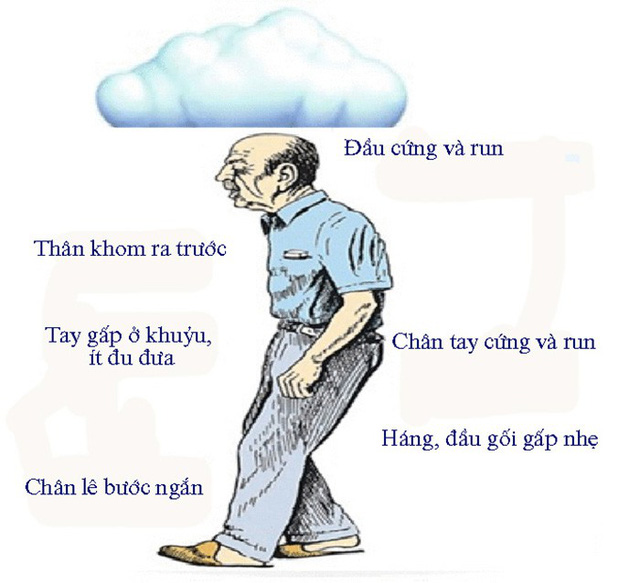 Đầu cứng và run
Thân khom ra trước
Tay gấp ở khuỷu,
ít đu đưa
Chân tay cứng và run
Háng, đầu gối gấp nhẹ
Chân lê bước ngắn